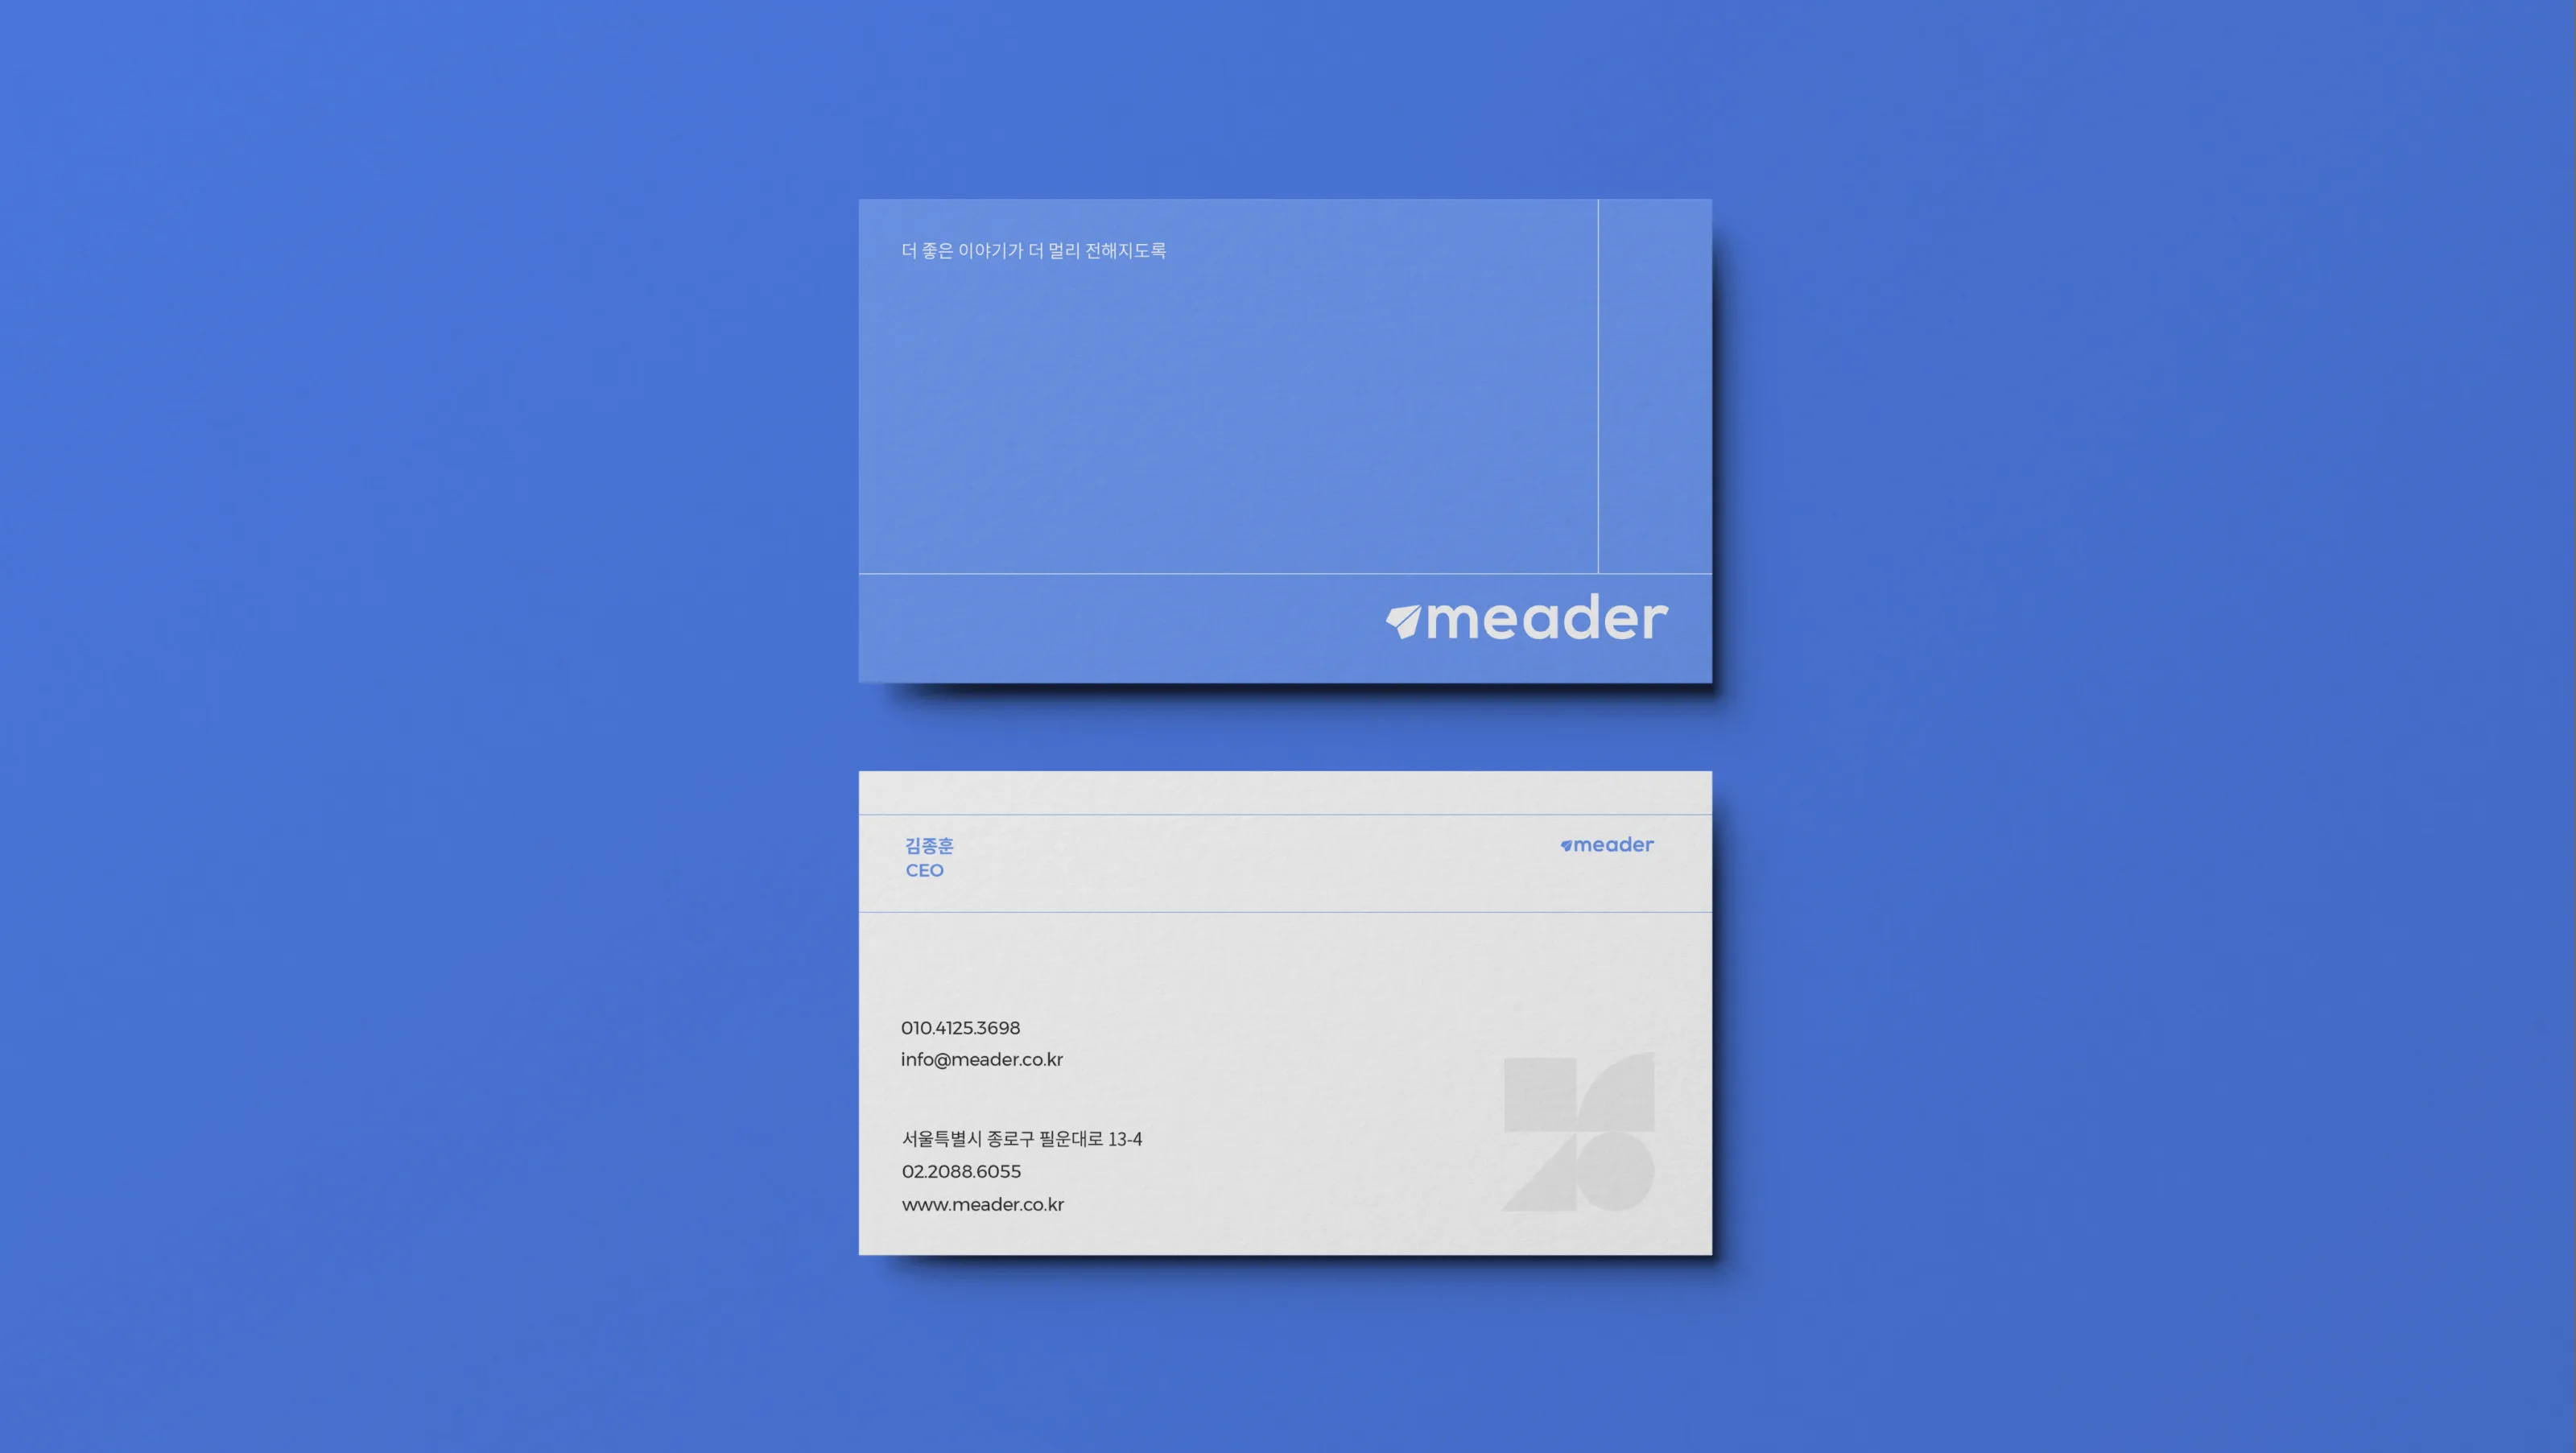 더 좋은 이야기가 더 멀리 전해지도록
meader
김종훈
meader
CEO
010.4125.3698
info@meader.co.kr
서울특별시 종로구 필운대로 13-4
02.2088.6055
www.meader.co.kr